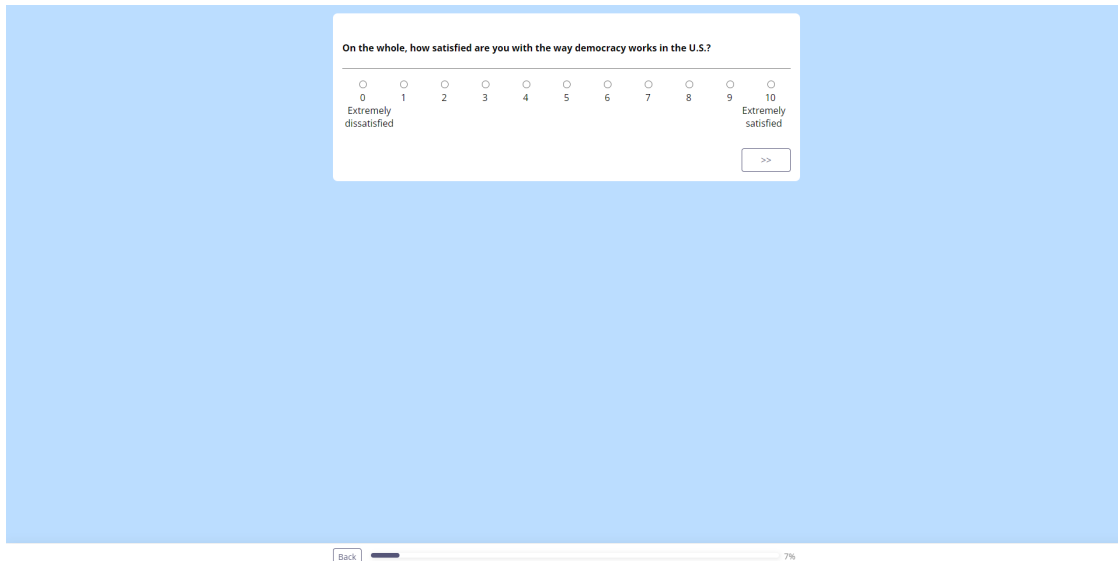 On the whole, how satisfied are you with the way democracy works in the U.S.?
0 1 2 3 4 5 6 7 8 9 10
Extremely dissatisfied
Extremely satisfied
>>
Back
7%